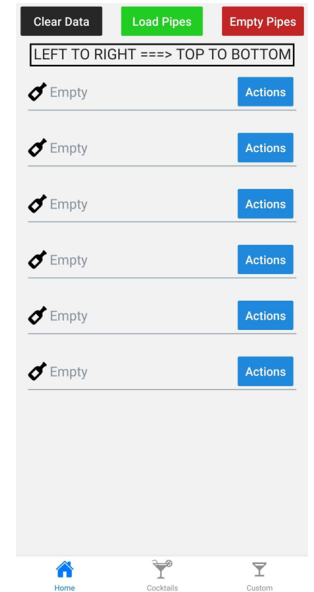 Clear Data Load Pipes Empty Pipes
LEFT TO RIGHT ===> TOP TO BOTTOM
Empty Actions
Empty Actions
Empty Actions
Empty Actions
Empty Actions
Empty Actions
Home Cocktails Custom